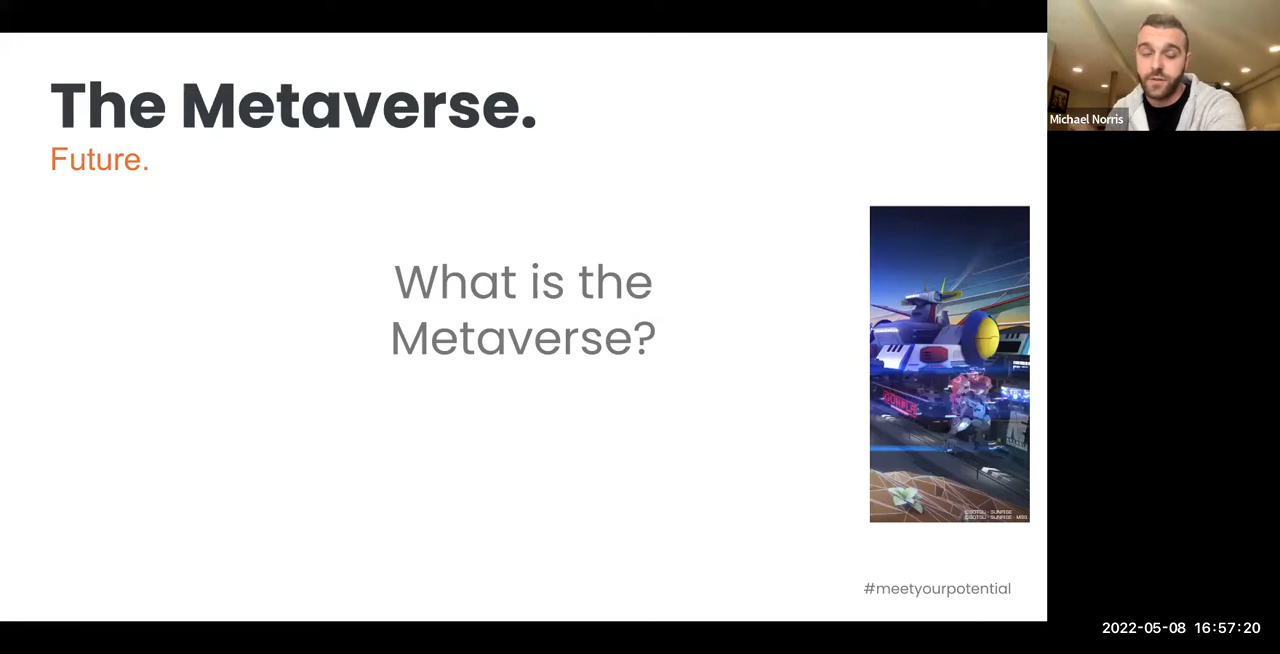 The Metaverse.
Future.
Michael Norris
What is the
Metaverse?
#meetyourpotential
2022-05-08 16:57:20